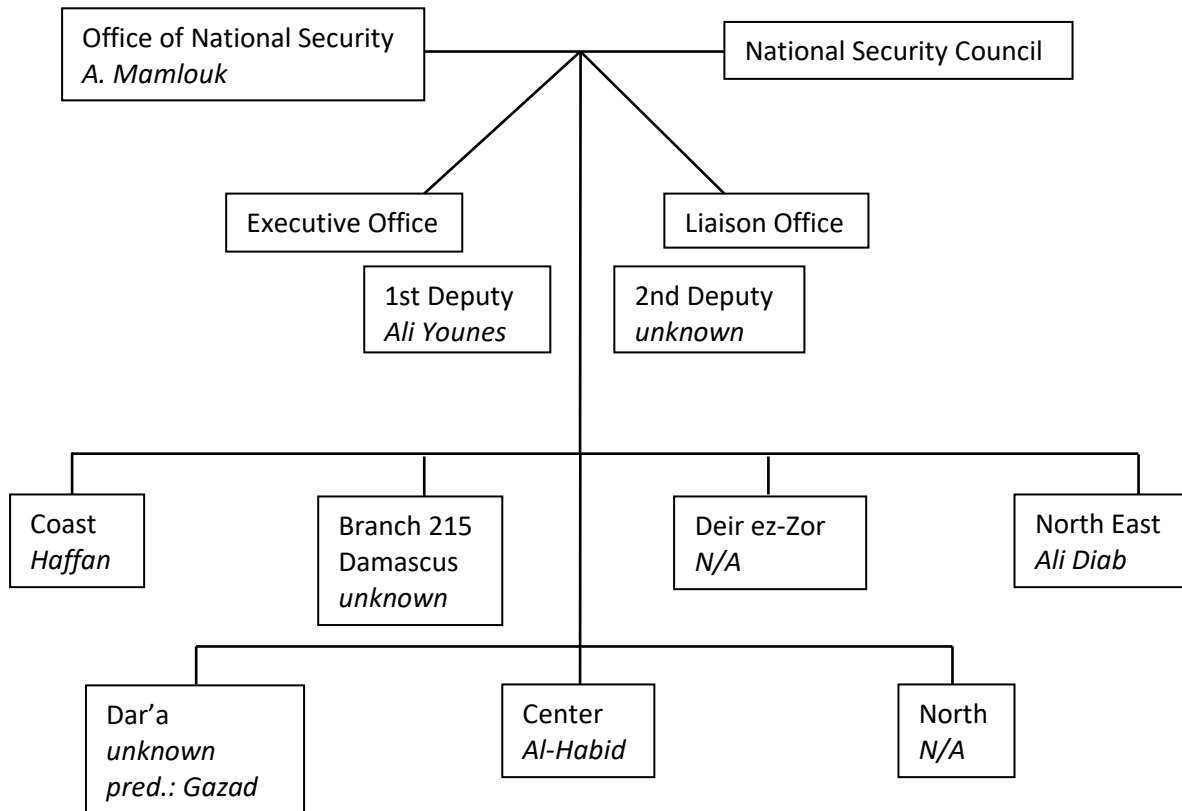 Office of National Security
A. Mamlouk
National Security Council
Executive Office
Liaison Office
1st Deputy
Ali Younes
2nd Deputy
unknown
Coast
Haffan
Branch 215
Damascus
unknown
Deir ez-Zor
N/A
North East
Ali Diab
Dar’a
unknown
pred.: Gazad
Center
Al-Habid
North
N/A